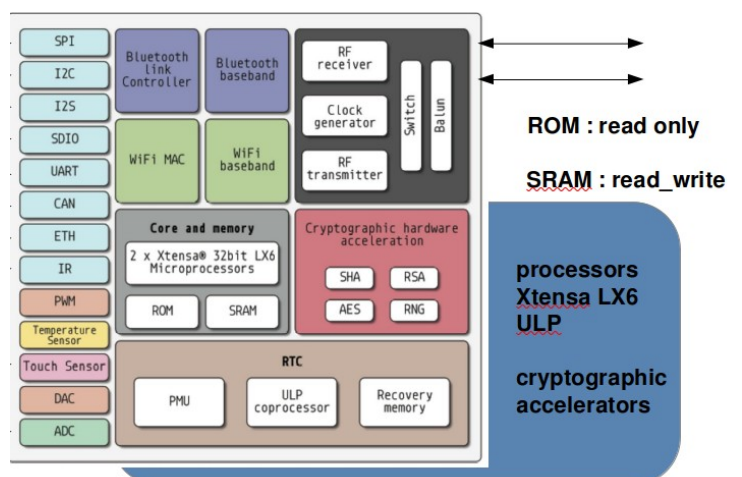 SPI
I2C
I2S
SDIO
UART
CAN
ETH
IR
PWM
Temperature
Sensor
Touch Sensor
DAC
ADC
Bluetooth
link
Controller
Bluetooth
baseband
WiFi MAC
WiFi
baseband
RF
receiver
Clock
generator
RF
transmitter
Switch
Balun
Core and memory
2 x Xtensa® 32bit LX6
Microprocessors
ROM
SRAM
Cryptographic hardware
acceleration
SHA
RSA
AES
RNG
RTC
PMU
ULP
coprocessor
Recovery
memory
ROM : read only
SRAM : read_write
processors
Xtensa LX6
ULP
cryptographic
accelerators